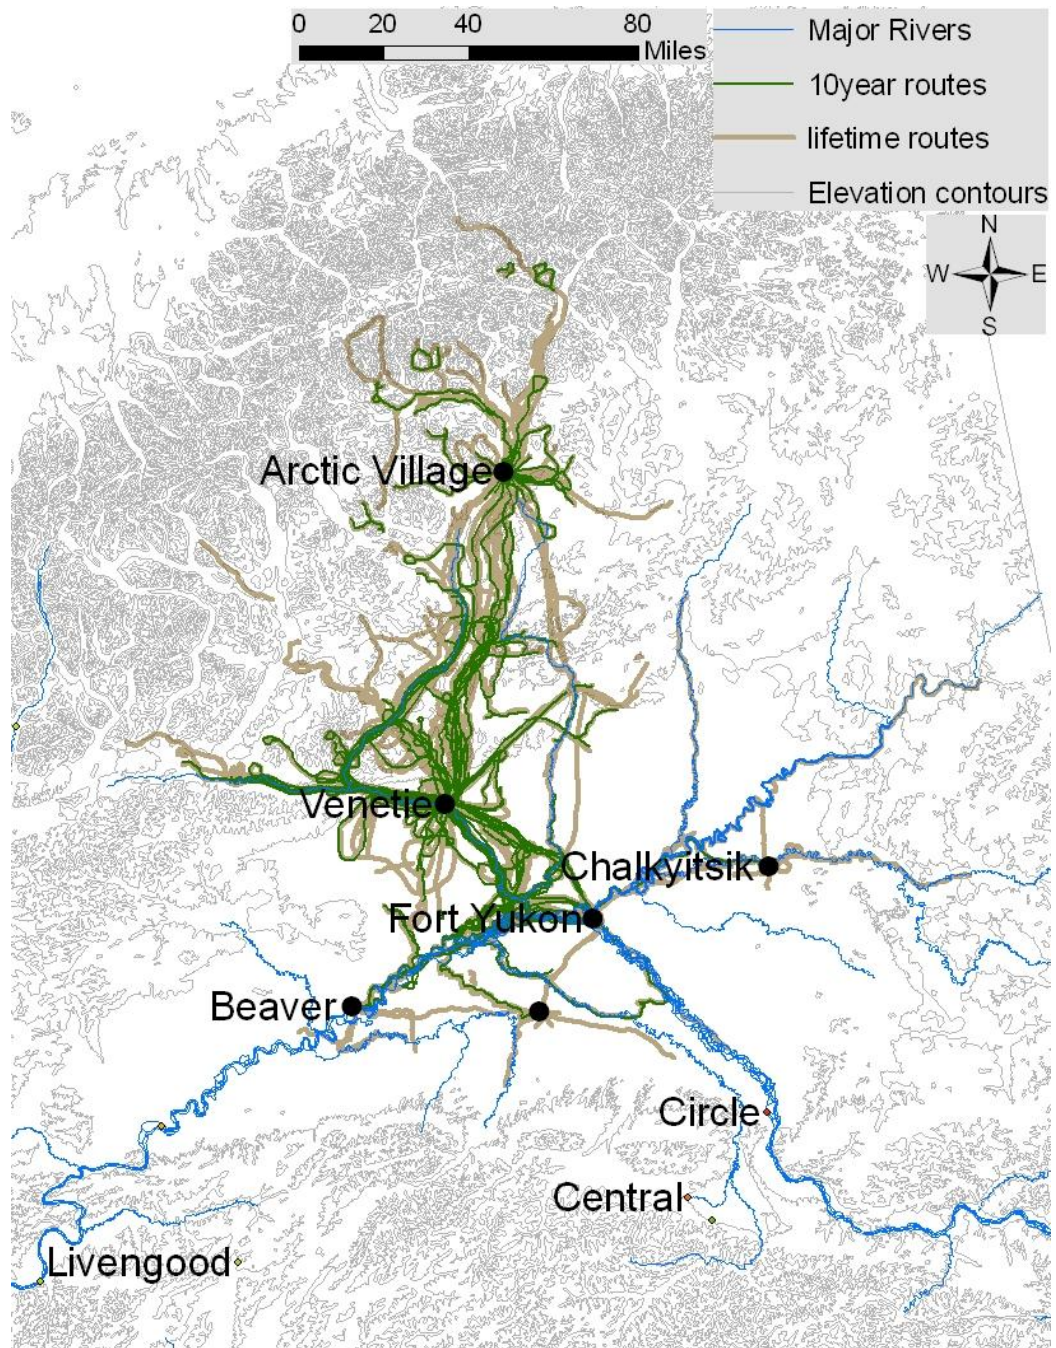 0 20 40 80
Miles
Major Rivers
10year routes
lifetime routes
Elevation contours
N
W E
S
Arctic Village
Venetie
Chalkyitsik
Fort Yukon
Beaver
Circle
Central
Livengood